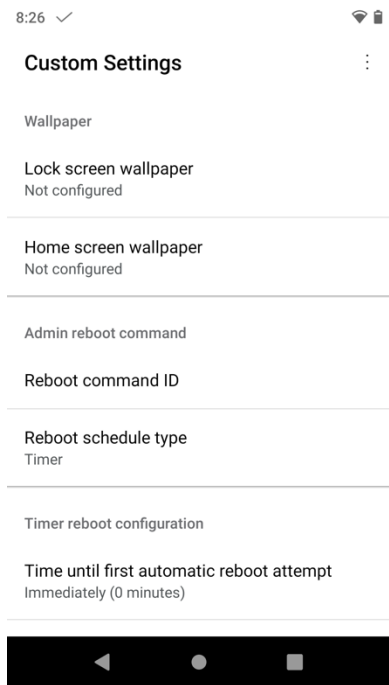 8:26
Custom Settings
Wallpaper
Lock screen wallpaper
Not configured
Home screen wallpaper
Not configured
Admin reboot command
Reboot command ID
Reboot schedule type
Timer
Timer reboot configuration
Time until first automatic reboot attempt
Immediately (0 minutes)